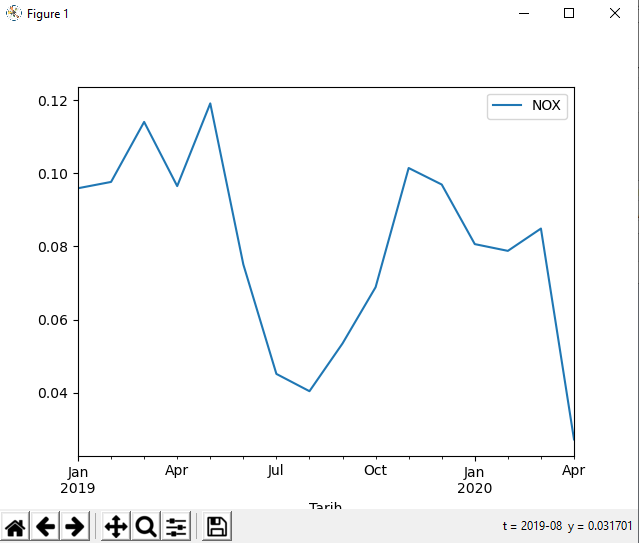 Figure 1
NOX
0.12
0.10
0.08
0.06
0.04
Jan Apr Jul Oct Jan Apr
2019 2020
Tarih
t = 2019-08 y = 0.031701